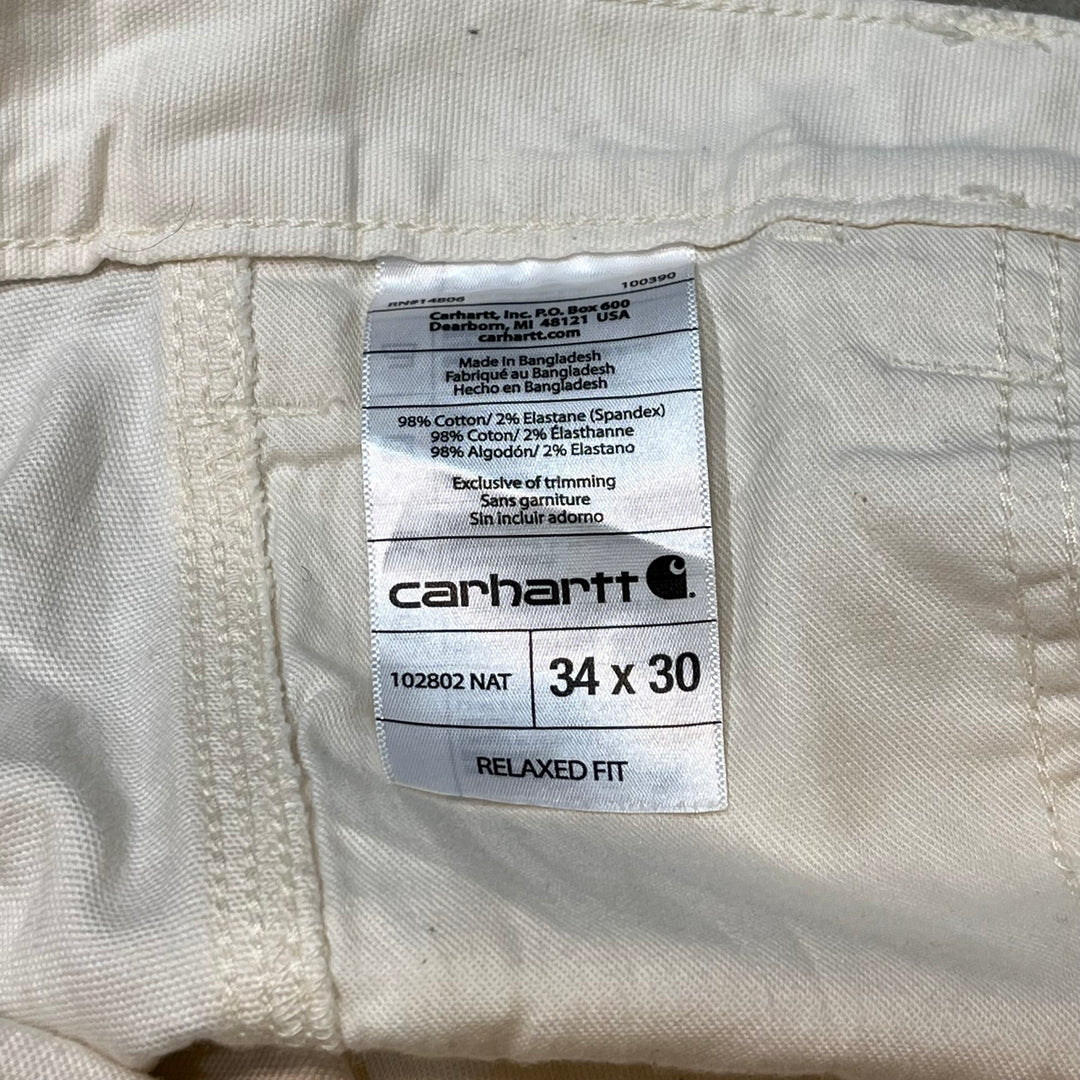 RN#14806 100390
Carhartt, Inc. P.O. Box 600
Dearborn, MI 48121 USA
carhartt.com
Made in Bangladesh
Fabriqué au Bangladesh
Hecho en Bangladesh
98% Cotton/ 2% Elastane (Spandex)
98% Coton/ 2% Élasthanne
98% Algodón/ 2% Elastano
Exclusive of trimming
Sans garniture
Sin incluir adorno
carhartt
102802 NAT 34 x 30
RELAXED FIT